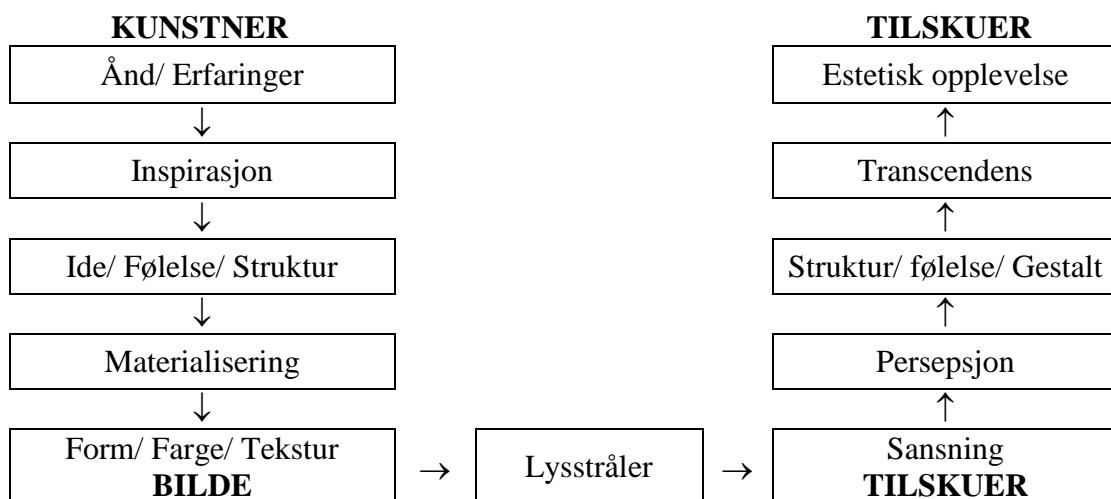 KUNSTNER
Ånd/ Erfaringer
↓
Inspirasjon
↓
Ide/ Følelse/ Struktur
↓
Materialisering
↓
Form/ Farge/ Tekstur
BILDE
→
Lysstråler
→
TILSKUER
Estetisk opplevelse
↑
Transcendens
↑
Struktur/ følelse/ Gestalt
↑
Persepsjon
↑
Sansning
TILSKUER